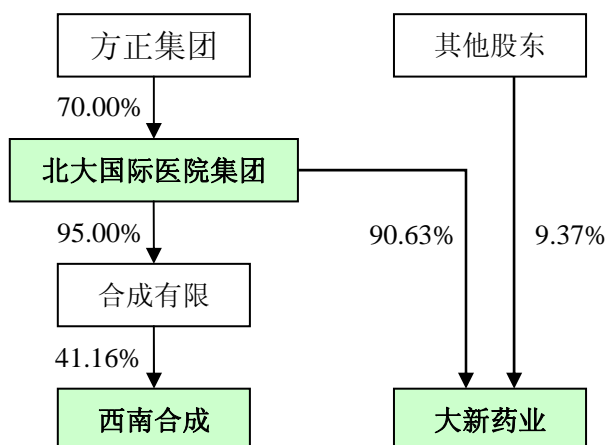 方正集团
其他股东
70.00%
北大国际医院集团
95.00%
90.63%
9.37%
合成有限
41.16%
西南合成
大新药业